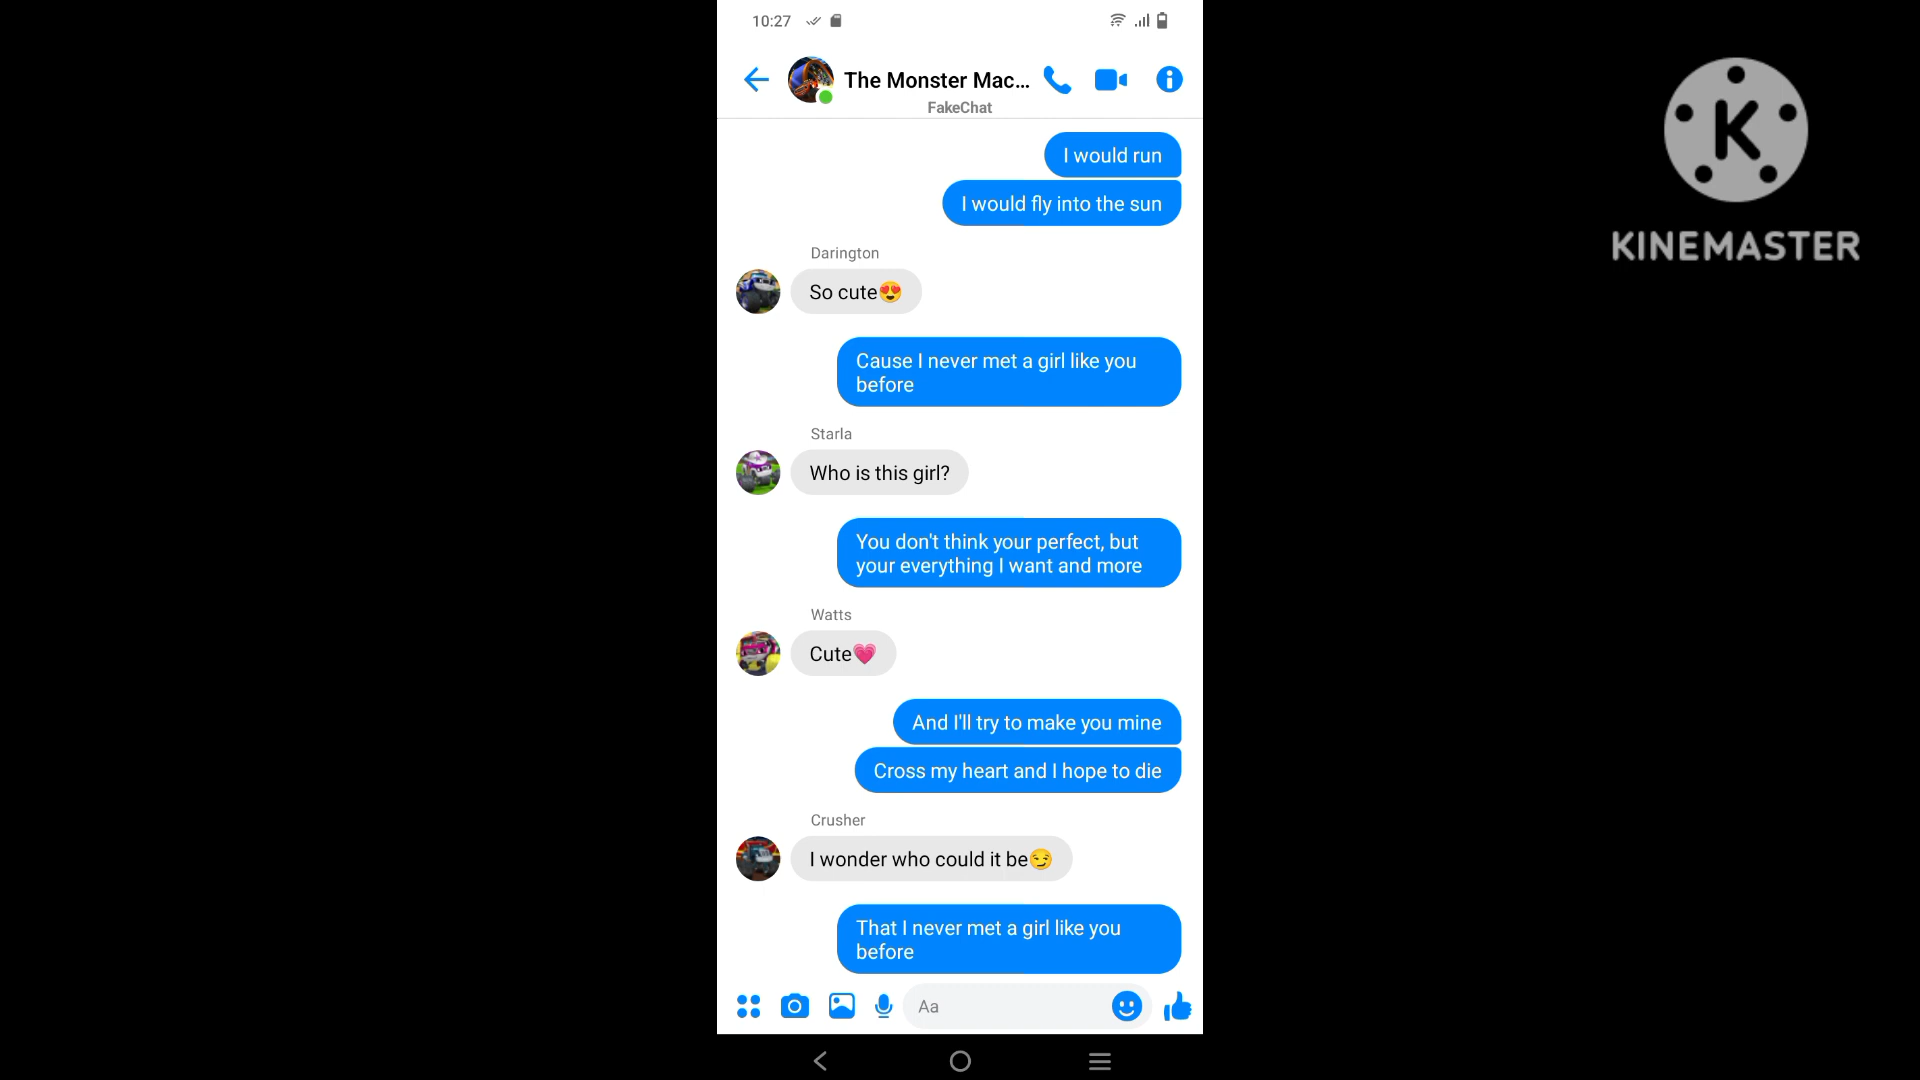 10:27
The Monster Mac...
FakeChat
I would run
I would fly into the sun
Darington
So cute😍
Cause I never met a girl like you
before
Starla
Who is this girl?
You don't think your perfect, but
your everything I want and more
Watts
Cute💗
And I'll try to make you mine
Cross my heart and I hope to die
Crusher
I wonder who could it be😏
That I never met a girl like you
before
Aa
K
KINEMASTER